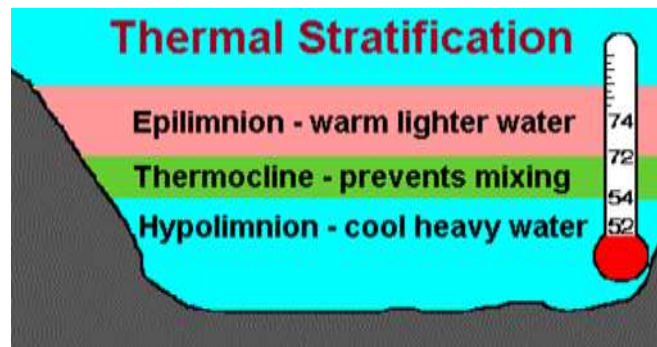 Thermal Stratification
Epilimnion - warm lighter water
74
72
Thermocline - prevents mixing
54
Hypolimnion - cool heavy water
52